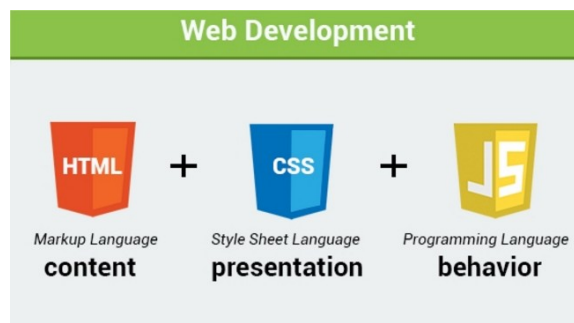 Web Development
HTML + CSS + JS
Markup Language Style Sheet Language Programming Language
content presentation behavior